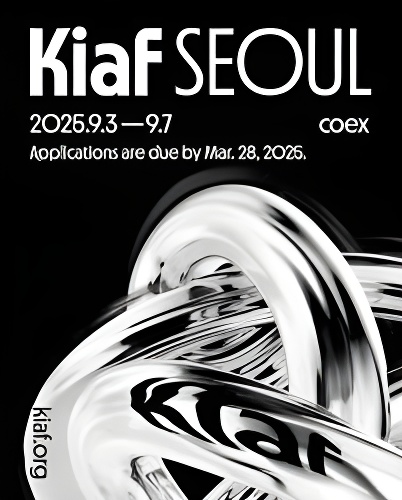 Kiaf SEOUL
2025.9.3—9.7 coex
Applications are due by Mar. 28, 2025.
kiaf.org
Kiaf